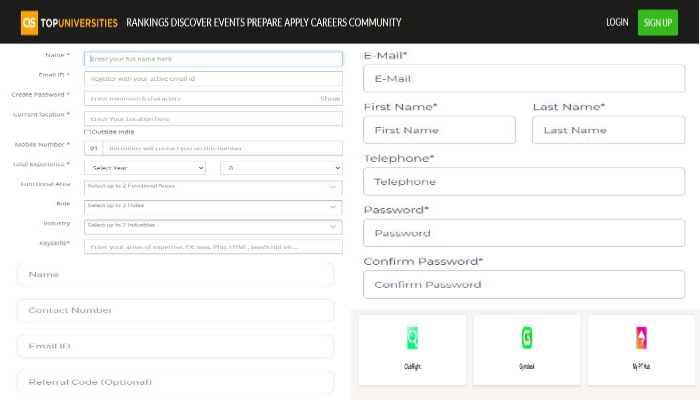 QS TOPUNIVERSITIES RANKINGS DISCOVER EVENTS PREPARE APPLY CAREERS COMMUNITY LOGIN SIGN UP
Name * Enter your full name here
Email ID * Register with your active email id
Create Password * Enter minimum 6 characters Show
Current location * Enter Your Location here
Outside India
Mobile Number * 91 Recruiters will contact you on this number
Total Experience * Select Year 0
Functional Area Select up to 2 Functional Areas
Role Select up to 2 Roles
Industry Select up to 2 Industries
KeySkills* Enter your areas of expertise. EX: Java, Php, HTML, JavaScript etc...
Name
Contact Number
Email ID
Referral Code (Optional)
E-Mail*
E-Mail
First Name* Last Name*
First Name Last Name
Telephone*
Telephone
Password*
Password
Confirm Password*
Confirm Password
ClubRight Gymdesk My PT Hub